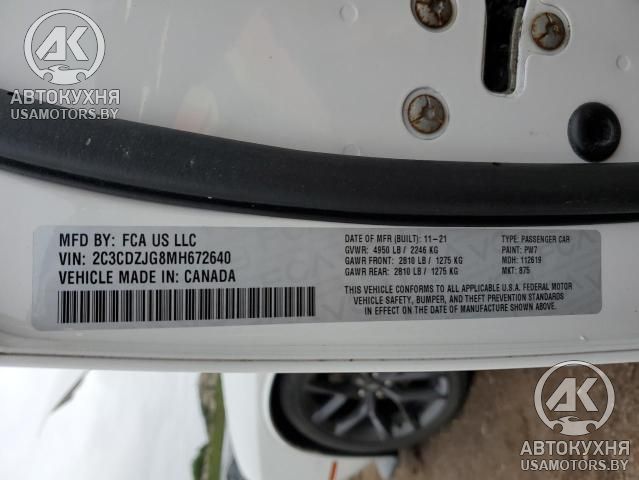 AK
АВТОКУХНЯ
USAMOTORS.BY
MFD BY: FCA US LLC
VIN: 2C3CDZJG8MH672640
VEHICLE MADE IN: CANADA
DATE OF MFR (BUILT): 11-21
GVWR: 4950 LB / 2246 KG
GAWR FRONT: 2810 LB / 1275 KG
GAWR REAR: 2810 LB / 1275 KG
TYPE: PASSENGER CAR
PAINT: PW7
MDH: 112619
MKT: 875
THIS VEHICLE CONFORMS TO ALL APPLICABLE U.S.A. FEDERAL MOTOR
VEHICLE SAFETY, BUMPER, AND THEFT PREVENTION STANDARDS
IN EFFECT ON THE DATE OF MANUFACTURE SHOWN ABOVE.
AK
АВТОКУХНЯ
USAMOTORS.BY